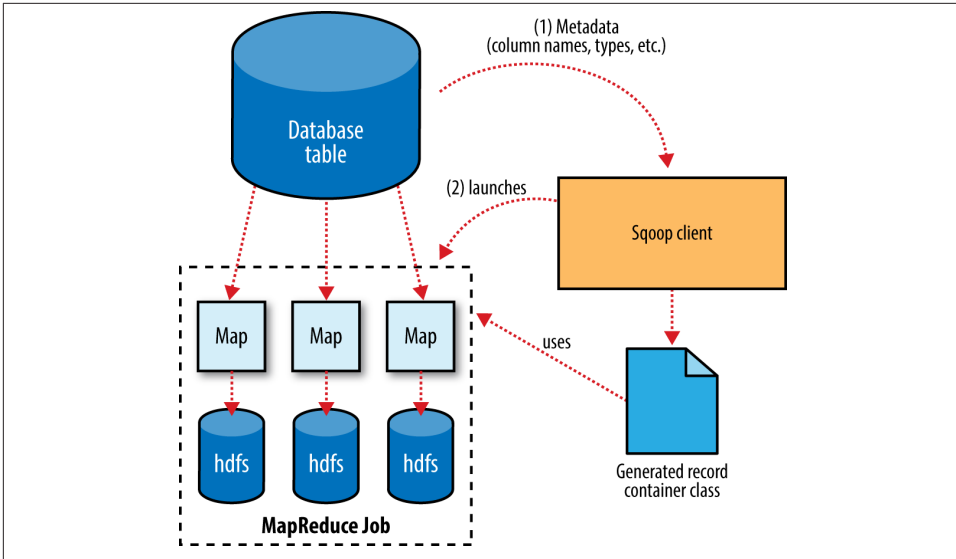 (1) Metadata
(column names, types, etc.)
Database
table
(2) launches
Sqoop client
Map
Map
Map
uses
hdfs
hdfs
hdfs
Generated record
container class
MapReduce Job